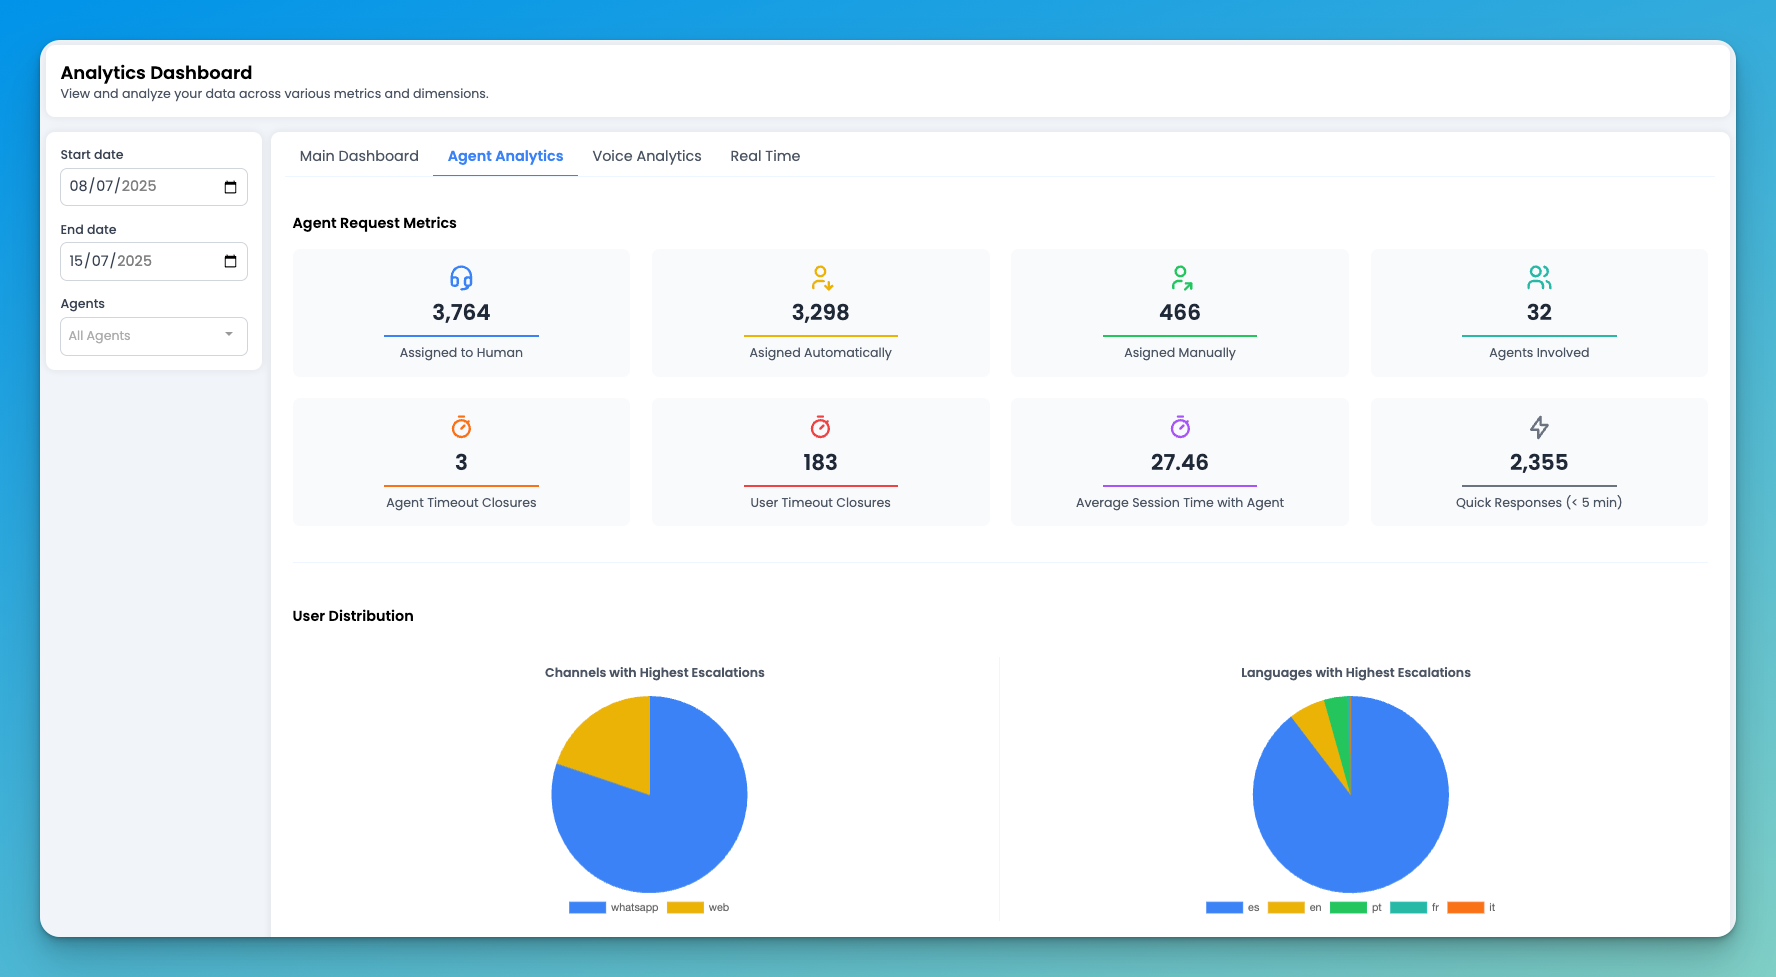 Analytics Dashboard
View and analyze your data across various metrics and dimensions.
Start date
08/07/2025
End date
15/07/2025
Agents
All Agents
Main Dashboard
Agent Analytics
Voice Analytics
Real Time
Agent Request Metrics
3,764
Assigned to Human
3,298
Asigned Automatically
466
Asigned Manually
32
Agents Involved
3
Agent Timeout Closures
183
User Timeout Closures
27.46
Average Session Time with Agent
2,355
Quick Responses (< 5 min)
User Distribution
Channels with Highest Escalations
whatsapp
web
Languages with Highest Escalations
es
en
pt
fr
it